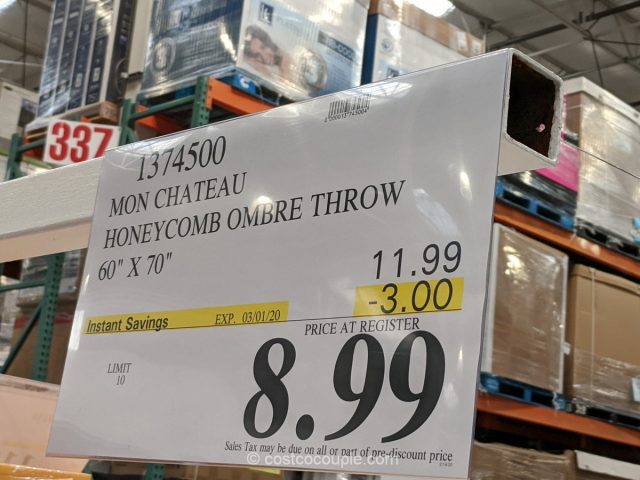 337
1374500
MON CHATEAU
HONEYCOMB OMBRE THROW
60" X 70"
11.99
-3.00
Instant Savings EXP. 03/01/20
PRICE AT REGISTER
LIMIT
10
8.99
Sales Tax may be due on all or part of pre-discount price
© costcocouple.com